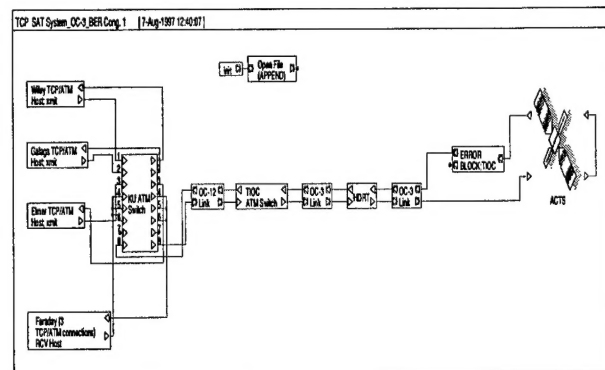 TCP SAT System_OC-3_BER Cong. 1 [7-Aug-1997 12:40:07]
Init
Open File
(APPEND)
Wiley TCP/ATM
Host: xmit
Galaga TCP/ATM
Host: xmit
Elmer TCP/ATM
Host: xmit
Faraday (3
TCP/ATM connections)
RCV Host
KU ATM
Switch
OC-12
Link
TIOC
ATM Switch
OC-3
Link
HDRT
OC-3
Link
ERROR
BLOCK: TIOC
ACTS